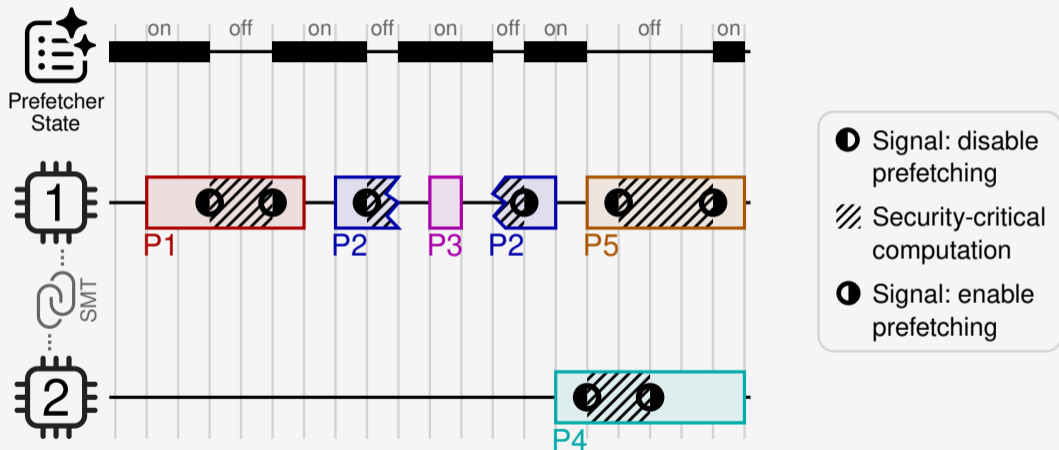 on off on off on off on off on
Prefetcher
State
1
P1 P2 P3 P2 P5
SMT
2
P4
Signal: disable
prefetching
Security-critical
computation
Signal: enable
prefetching